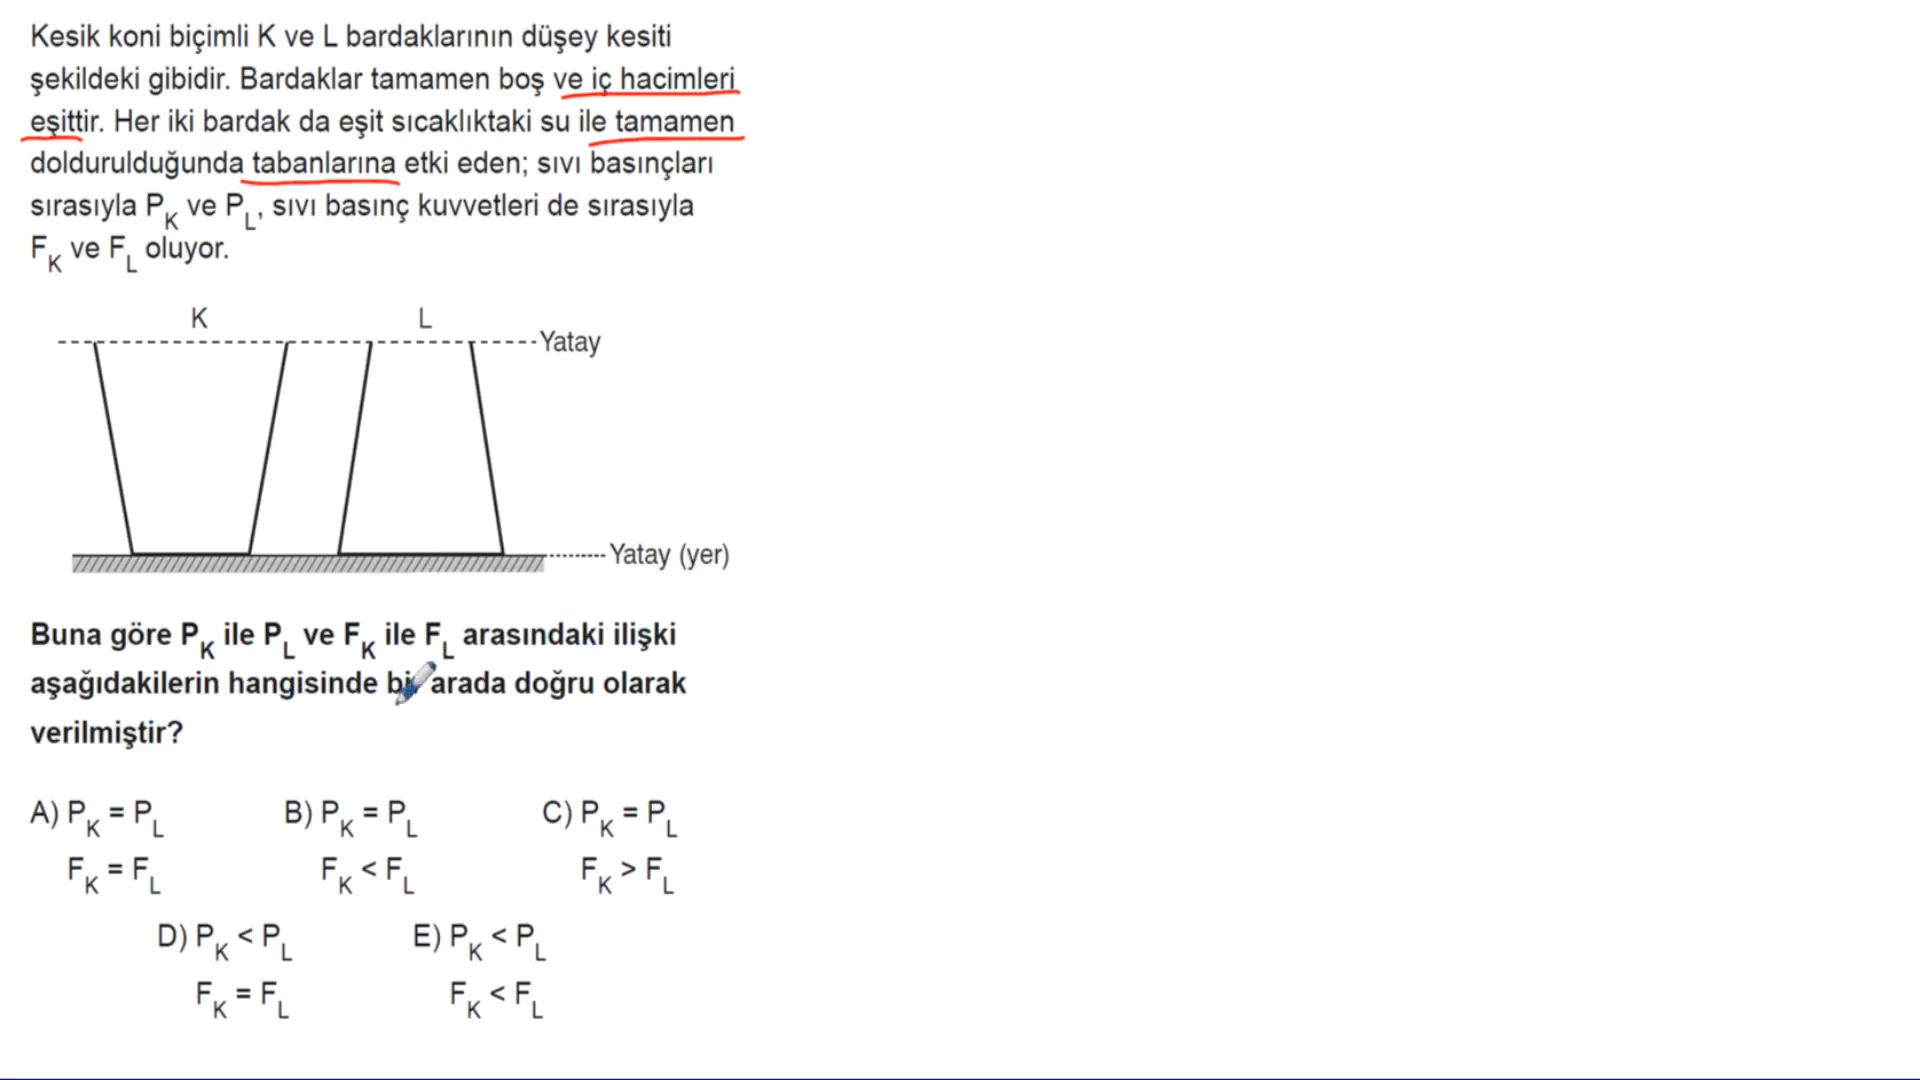 Kesik koni biçimli K ve L bardaklarının düşey kesiti
şekildeki gibidir. Bardaklar tamamen boş ve iç hacimleri
eşittir. Her iki bardak da eşit sıcaklıktaki su ile tamamen
doldurulduğunda tabanlarına etki eden; sıvı basınçları
sırasıyla P_K ve P_L, sıvı basınç kuvvetleri de sırasıyla
F_K ve F_L oluyor.
K L
Yatay
Yatay (yer)
Buna göre P_K ile P_L ve F_K ile F_L arasındaki ilişki
aşağıdakilerin hangisinde bir arada doğru olarak
verilmiştir?
A) P_K = P_L B) P_K = P_L C) P_K = P_L
F_K = F_L F_K < F_L F_K > F_L
D) P_K < P_L E) P_K < P_L
F_K = F_L F_K < F_L